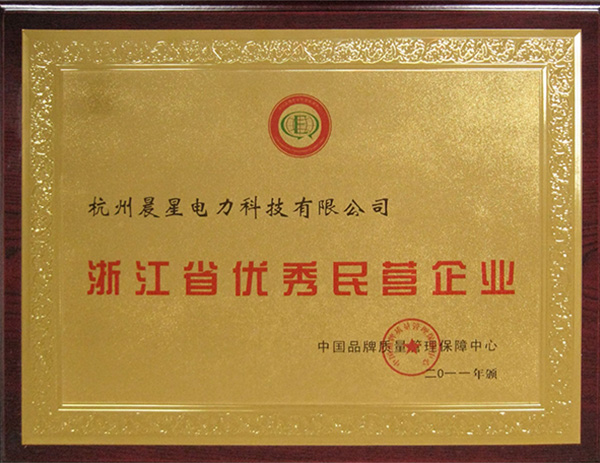 杭州晨星电力科技有限公司
浙江省优秀民营企业
中国品牌质量管理保障中心
二0一一年颁